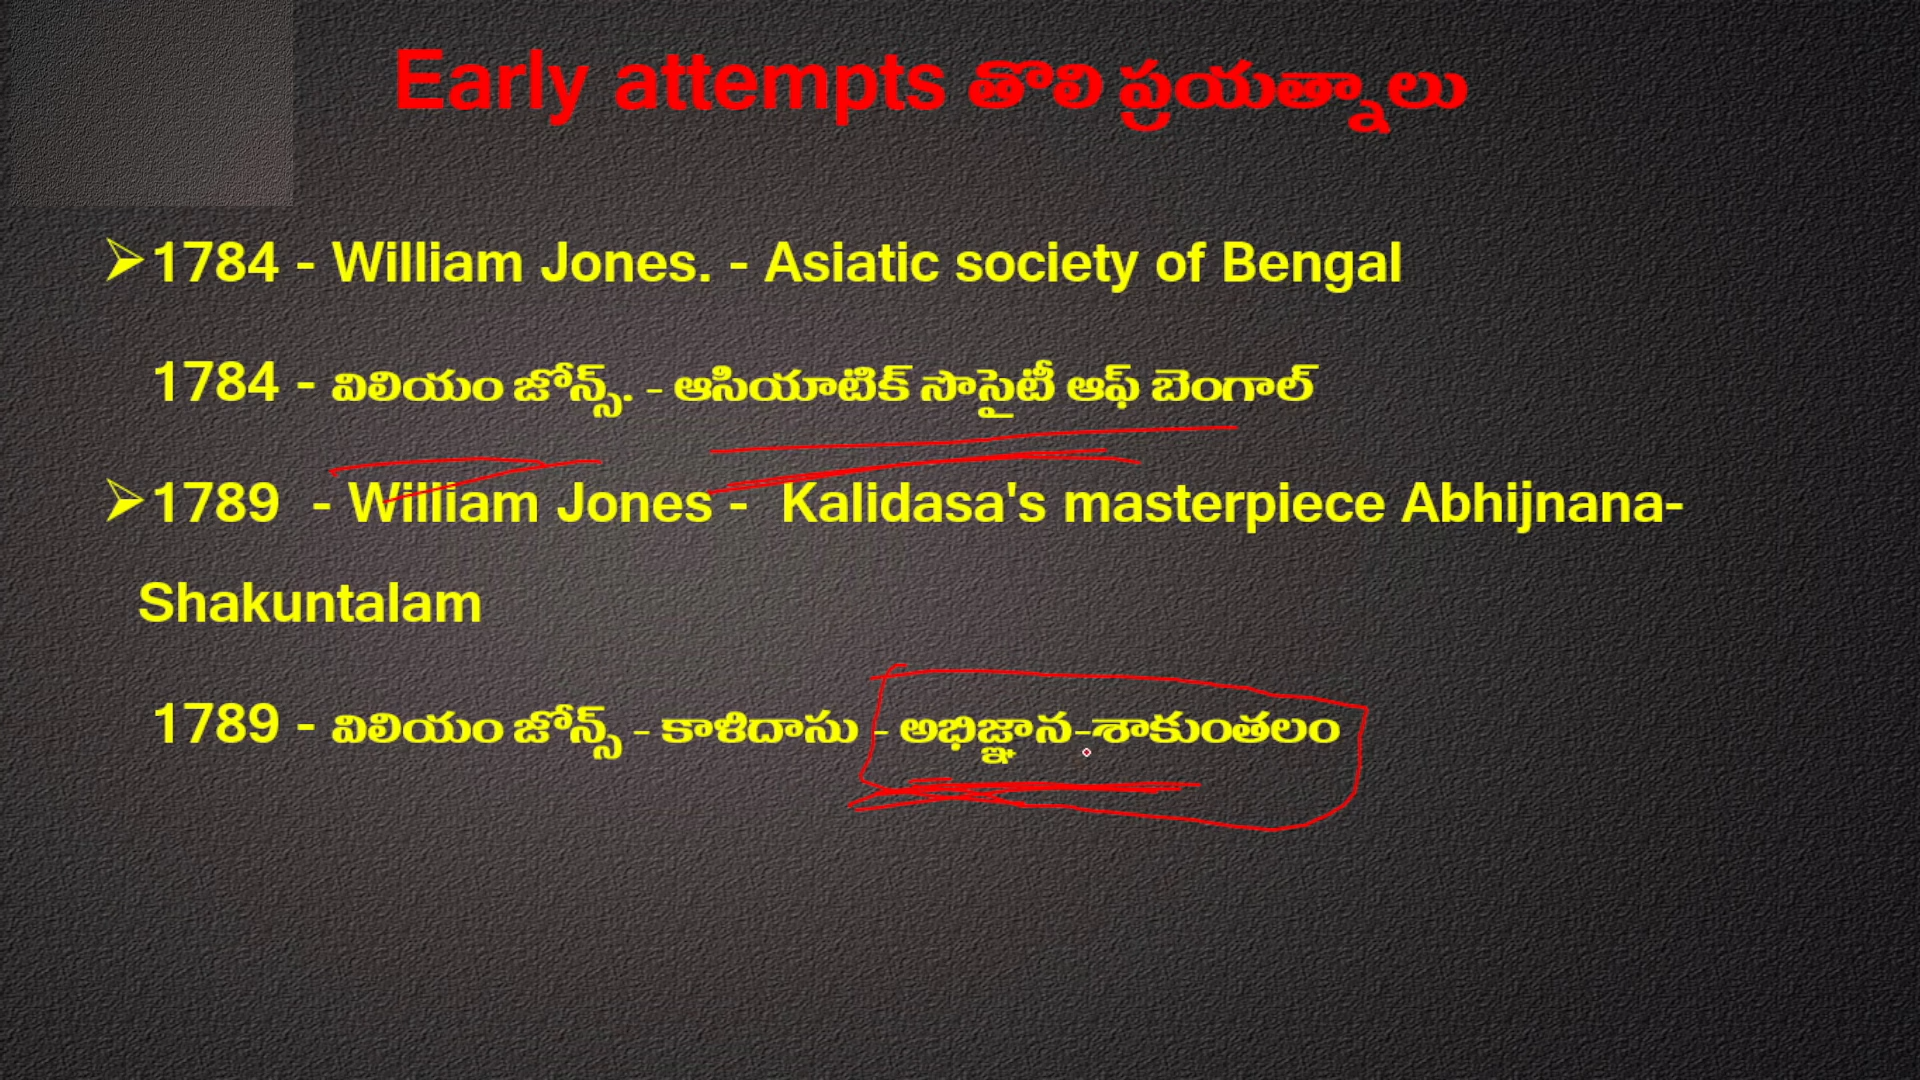 Early attempts తొలి ప్రయత్నాలు
➢1784 - William Jones. - Asiatic society of Bengal
1784 - విలియం జోన్స్. - ఆసియాటిక్ సొసైటీ ఆఫ్ బెంగాల్
➢1789 - William Jones - Kalidasa's masterpiece Abhijnana-
Shakuntalam
1789 - విలియం జోన్స్ - కాళిదాసు - అభిజ్ఞాన-శాకుంతలం